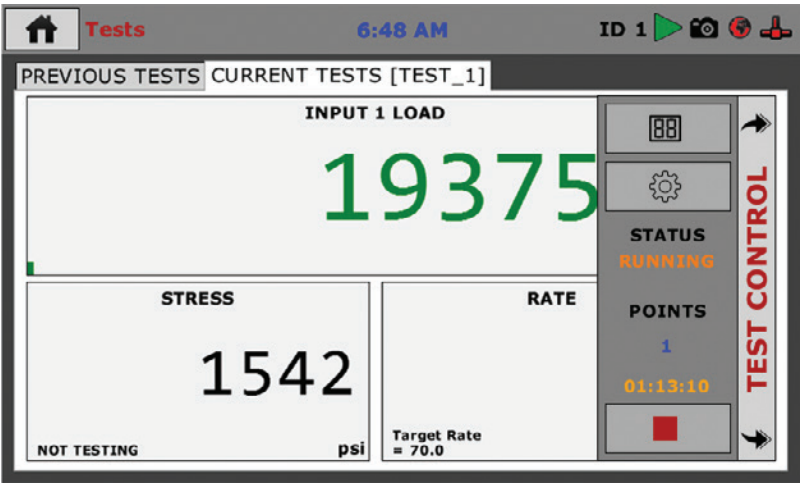 Tests 6:48 AM ID 1
PREVIOUS TESTS CURRENT TESTS [TEST_1]
INPUT 1 LOAD
19375
STRESS
1542
NOT TESTING psi
RATE
Target Rate
= 70.0
88
STATUS
RUNNING
POINTS
1
01:13:10
TEST CONTROL